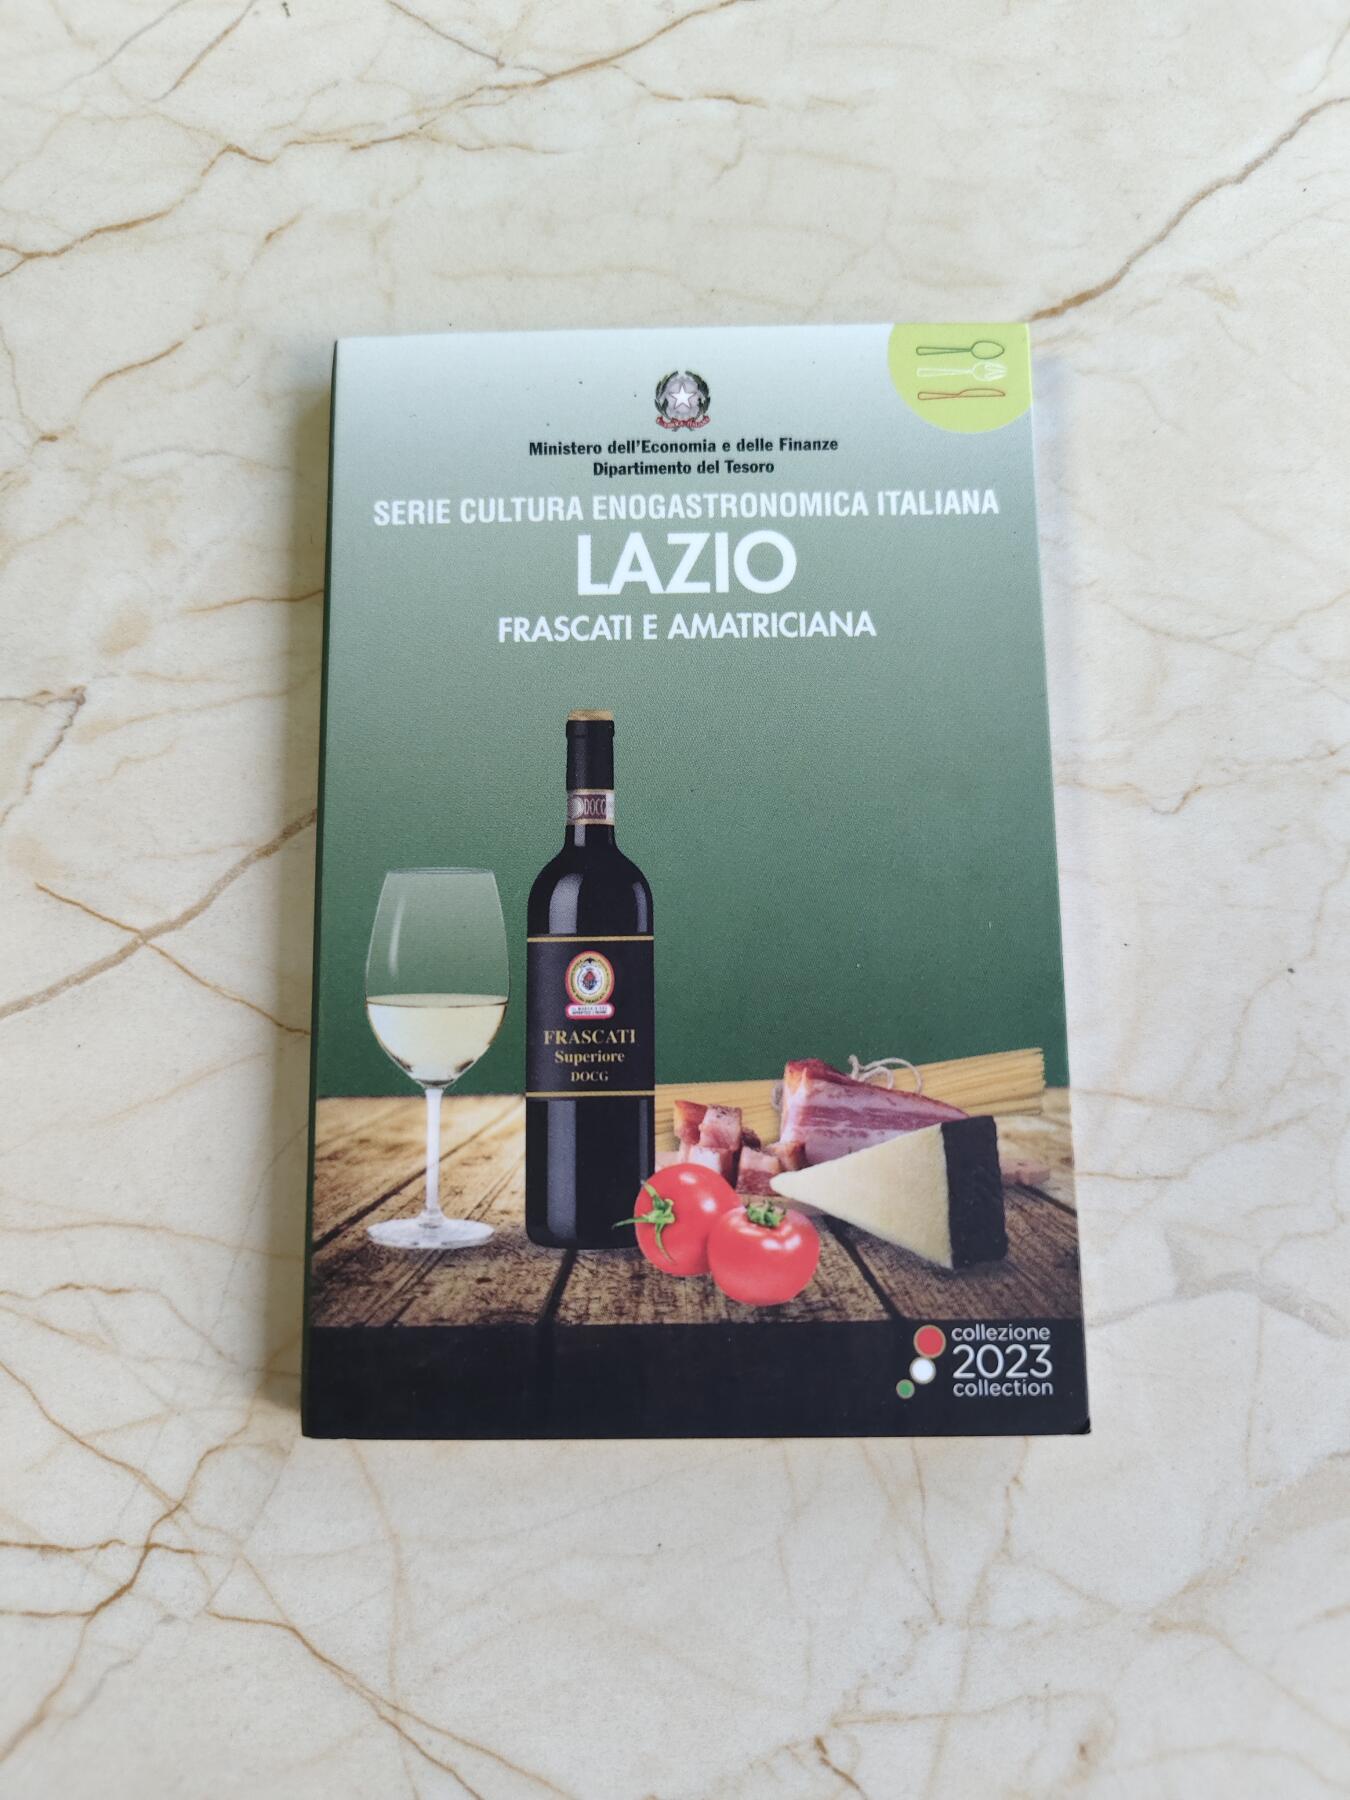 Ministero dell'Economia e delle Finanze
Dipartimento del Tesoro
SERIE CULTURA ENOGASTRONOMICA ITALIANA
LAZIO
FRASCATI E AMATRICIANA
DOCG
FRASCATI
Superiore
DOCG
collezione
2023
collection